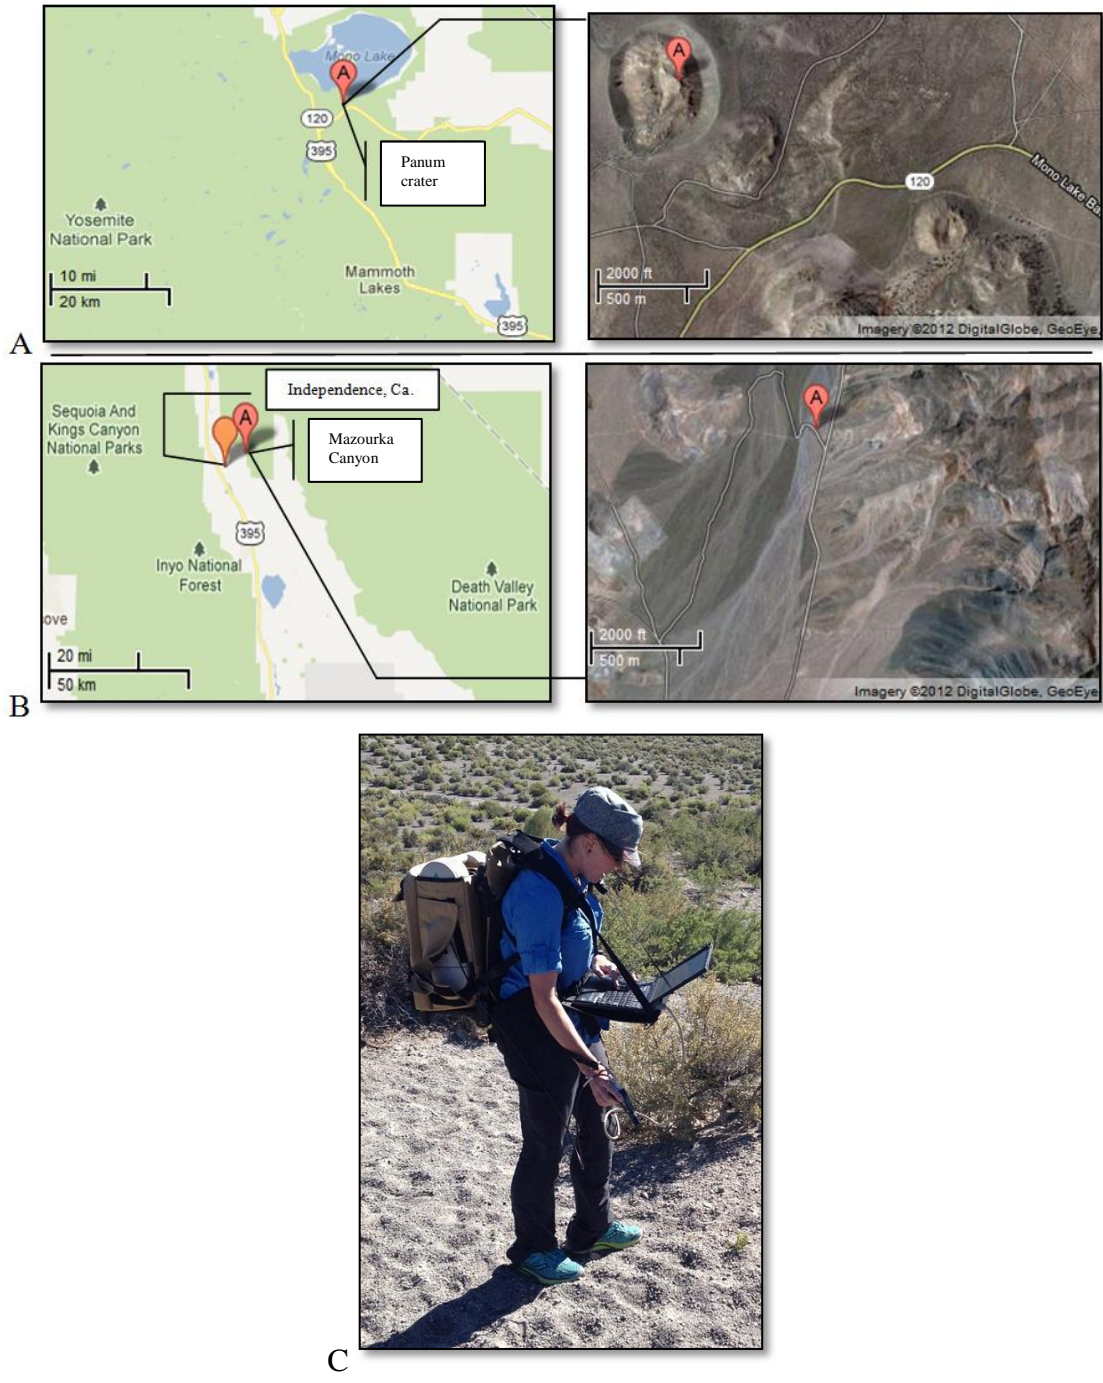 Mono Lake
A
120
395
Panum
crater
Yosemite
National Park
10 mi
20 km
Mammoth
Lakes
395
A
120
Mono Lake Ba
2000 ft
500 m
Imagery ©2012 DigitalGlobe, GeoEye,
A
Independence, Ca.
Sequoia And
Kings Canyon
National Parks
A
Mazourka
Canyon
395
Inyo National
Forest
Death Valley
National Park
ove
20 mi
50 km
A
2000 ft
500 m
Imagery ©2012 DigitalGlobe, GeoEye
B
C